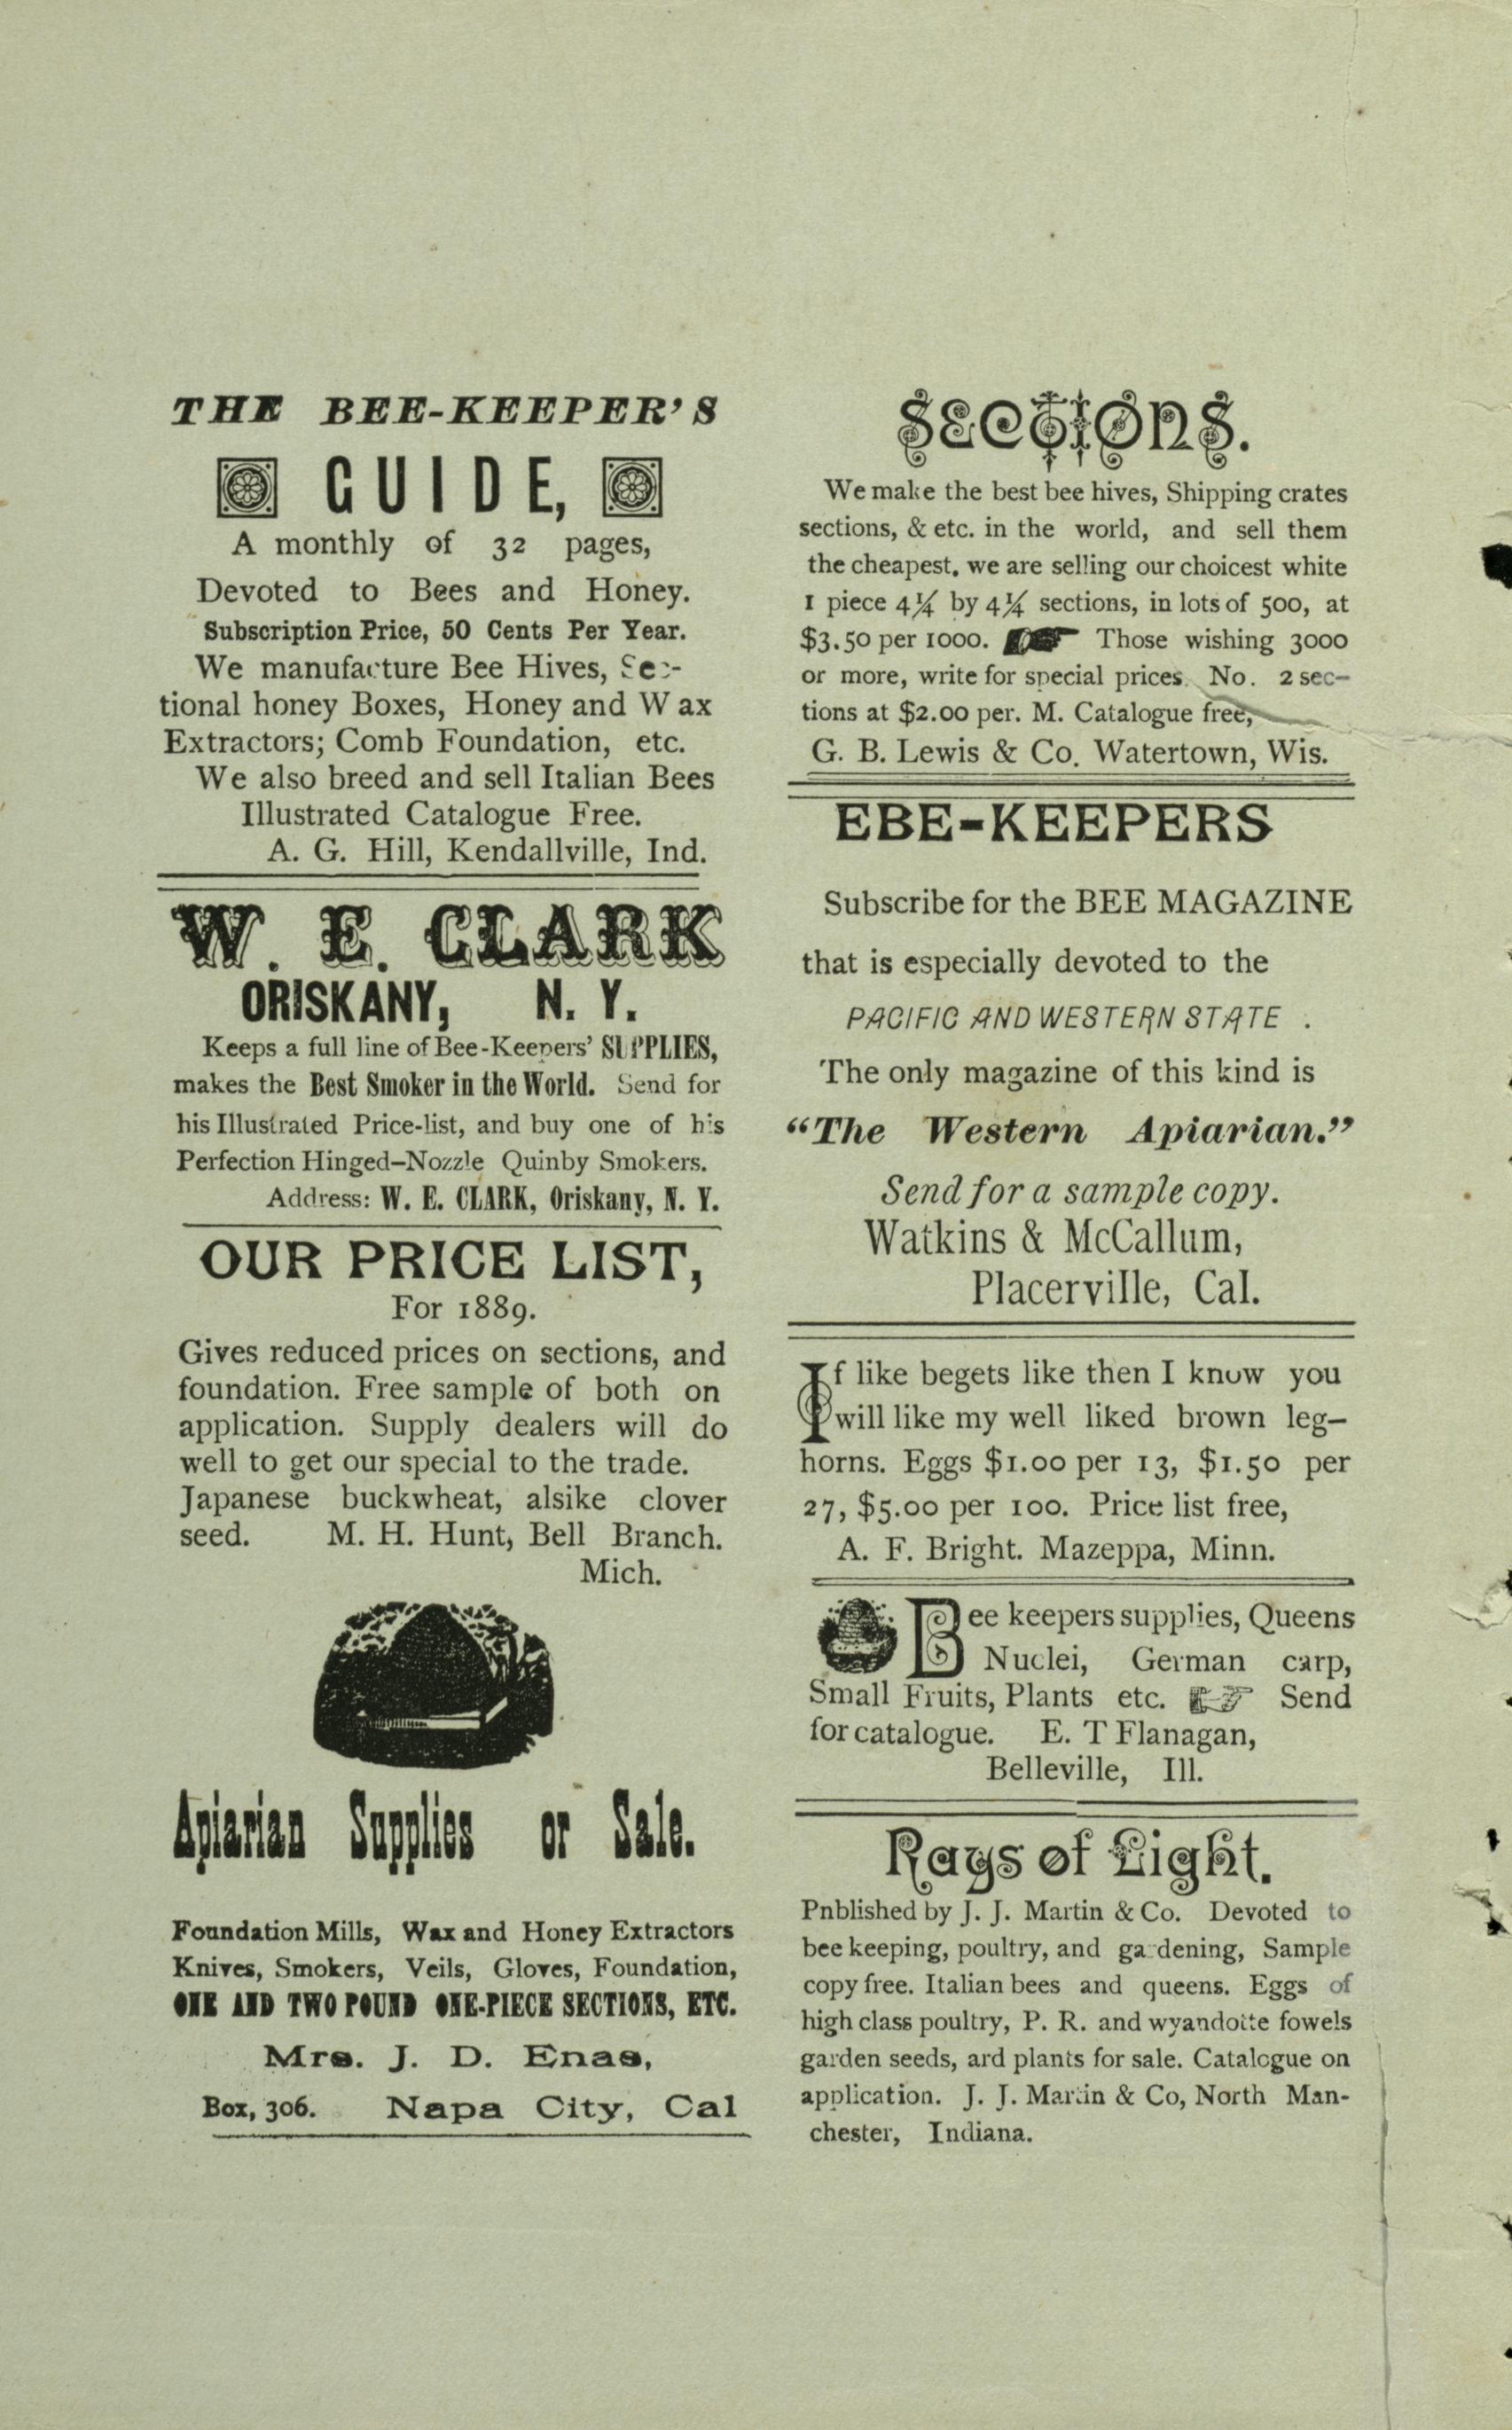 THE BEE-KEEPER'S
GUIDE,
A monthly of 32 pages,
Devoted to Bees and Honey.
Subscription Price, 50 Cents Per Year.
We manufacture Bee Hives, Sec-
tional honey Boxes, Honey and W ax
Extractors; Comb Foundation, etc.
We also breed and sell Italian Bees
Illustrated Catalogue Free.
A. G. Hill, Kendallville, Ind.
W. E. CLARK
ORISKANY, N. Y.
Keeps a full line of Bee-Keepers' SUPPLIES,
makes the Best Smoker in the World. Send for
his Illustrated Price-list, and buy one of his
Perfection Hinged-Nozzle Quinby Smokers.
Address: W. E. CLARK, Oriskany, N. Y.
OUR PRICE LIST,
For 1889.
Gives reduced prices on sections, and
foundation. Free sample of both on
application. Supply dealers will do
well to get our special to the trade.
Japanese buckwheat, alsike clover
seed. M. H. Hunt, Bell Branch.
Mich.
Apiarian Supplies or Sale.
Foundation Mills, Wax and Honey Extractors
Knives, Smokers, Veils, Gloves, Foundation,
ONE AND TWO POUND ONE-PIECE SECTIONS, ETC.
Mrs. J. D. Enas,
Box, 306. Napa City, Cal
Sections.
We make the best bee hives, Shipping crates
sections, & etc. in the world, and sell them
the cheapest. we are selling our choicest white
1 piece 4¼ by 4¼ sections, in lots of 500, at
$3.50 per 1000. Those wishing 3000
or more, write for special prices. No. 2 sec-
tions at $2.00 per. M. Catalogue free,
G. B. Lewis & Co. Watertown, Wis.
EBE-KEEPERS
Subscribe for the BEE MAGAZINE
that is especially devoted to the
PACIFIC AND WESTERN STATE .
The only magazine of this kind is
"The Western Apiarian."
Send for a sample copy.
Watkins & McCallum,
Placerville, Cal.
If like begets like then I know you
will like my well liked brown leg-
horns. Eggs $1.00 per 13, $1.50 per
27, $5.00 per 100. Price list free,
A. F. Bright. Mazeppa, Minn.
Bee keepers supplies, Queens
Nuclei, German carp,
Small Fruits, Plants etc. Send
for catalogue. E. T Flanagan,
Belleville, Ill.
Rays of Light.
Pnblished by J. J. Martin & Co. Devoted to
bee keeping, poultry, and gardening, Sample
copy free. Italian bees and queens. Eggs of
high class poultry, P. R. and wyandotte fowels
garden seeds, ard plants for sale. Catalogue on
application. J. J. Martin & Co, North Man-
chester, Indiana.